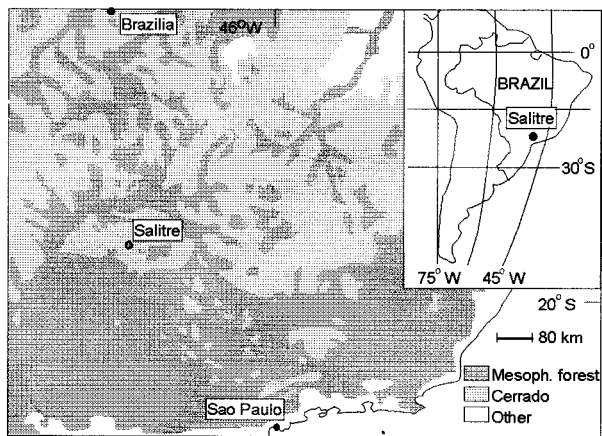 Brazilia
46°W
Salitre
Sao Paulo
0°
BRAZIL
Salitre
30°S
75° W
45° W
20° S
80 km
Mesoph. forest
Cerrado
Other